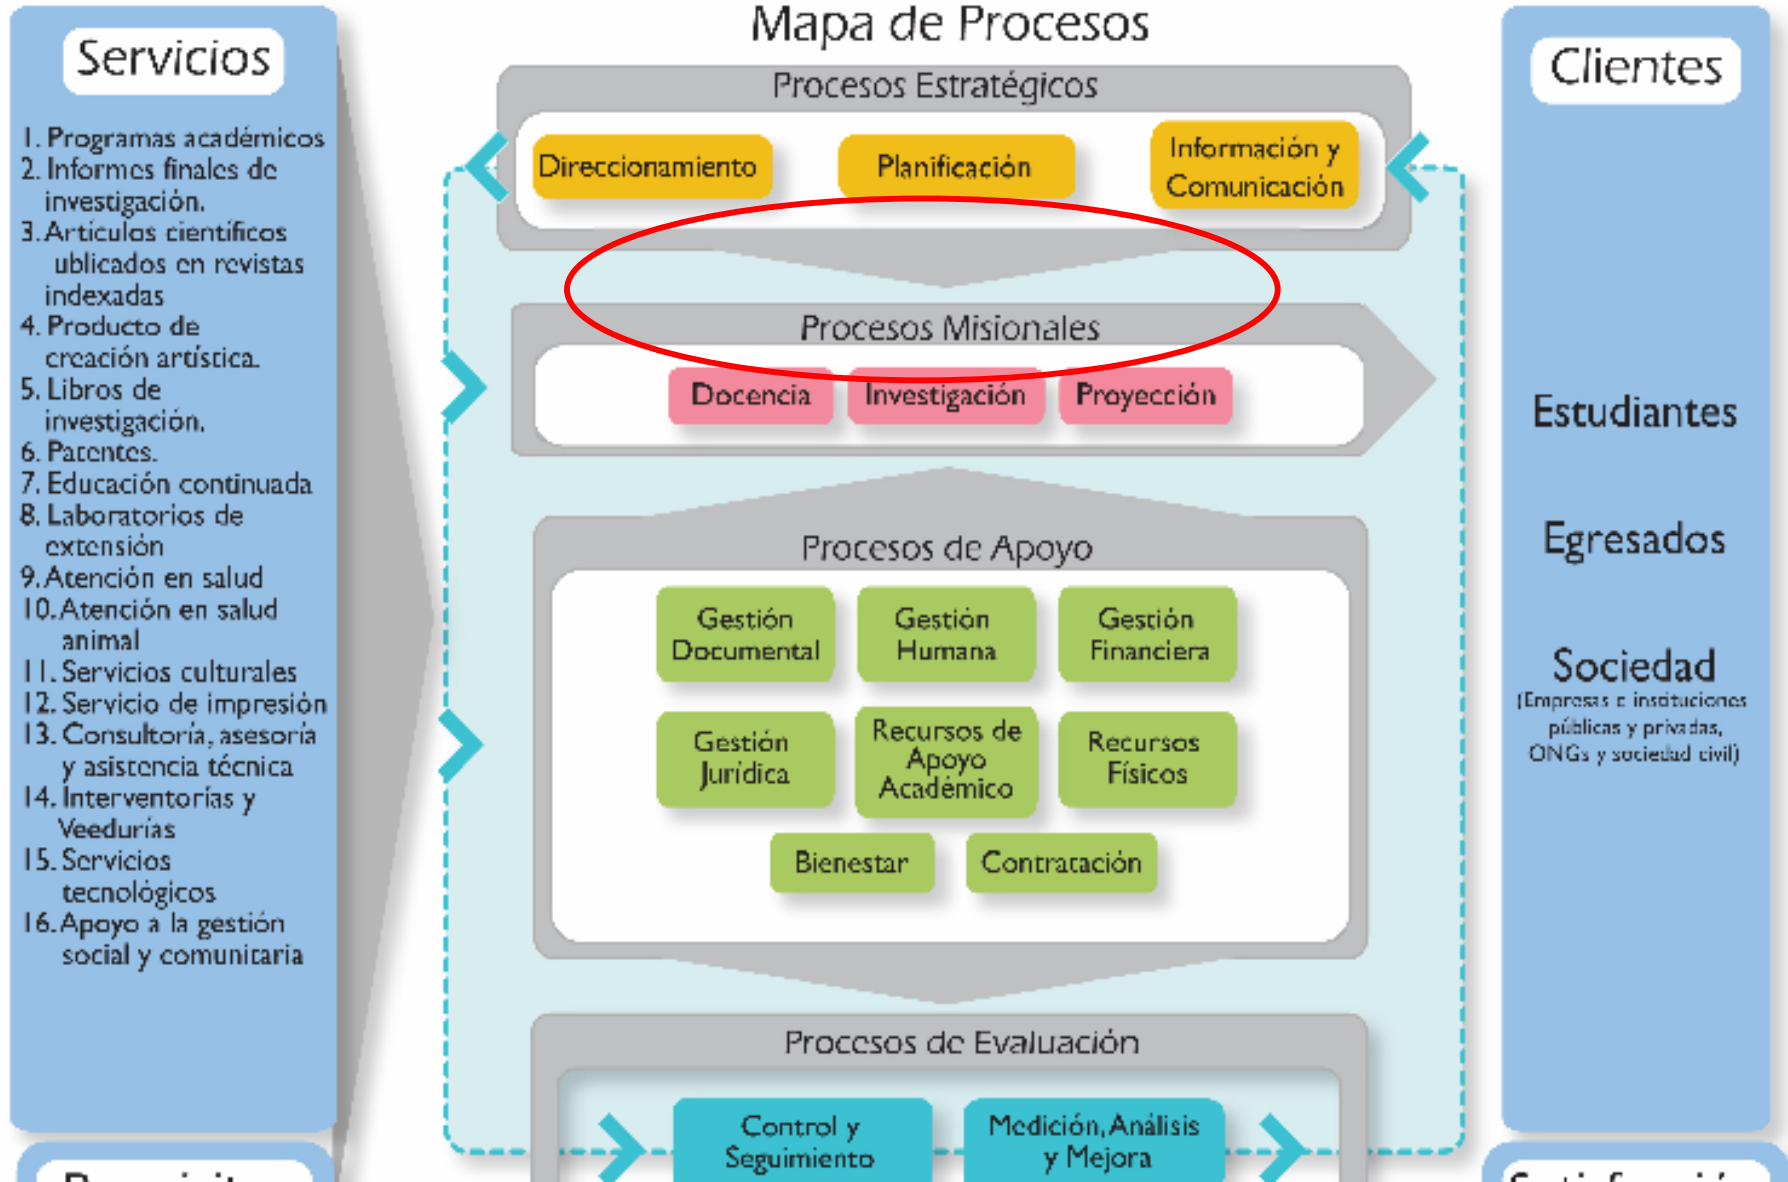 Mapa de Procesos
Servicios
1. Programas académicos
2. Informes finales de
investigación.
3. Artículos científicos
ublicados en revistas
indexadas
4. Producto de
creación artística.
5. Libros de
investigación.
6. Patentes.
7. Educación continuada
8. Laboratorios de
extensión
9. Atención en salud
10. Atención en salud
animal
11. Servicios culturales
12. Servicio de impresión
13. Consultoría, asesoría
y asistencia técnica
14. Interventorías y
Veedurías
15. Servicios
tecnológicos
16. Apoyo a la gestión
social y comunitaria
Procesos Estratégicos
Direccionamiento
Planificación
Información y
Comunicación
Procesos Misionales
Docencia
Investigación
Proyección
Procesos de Apoyo
Gestión
Documental
Gestión
Humana
Gestión
Financiera
Gestión
Jurídica
Recursos de
Apoyo
Académico
Recursos
Físicos
Bienestar
Contratación
Procesos de Evaluación
Control y
Seguimiento
Medición, Análisis
y Mejora
Clientes
Estudiantes
Egresados
Sociedad
(Empresas e instituciones
públicas y privadas,
ONGs y sociedad civil)